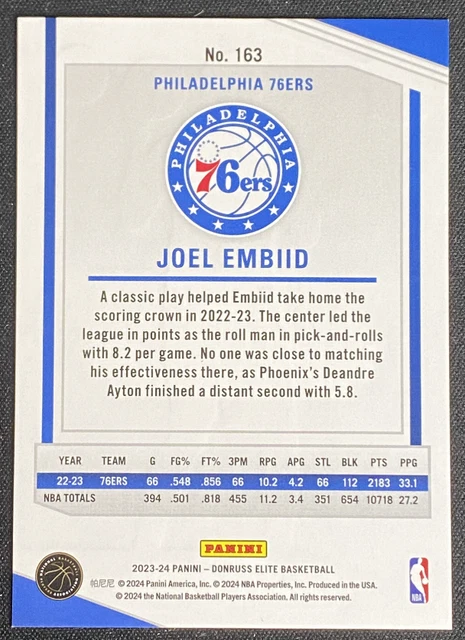 No. 163
PHILADELPHIA 76ERS
PHILADELPHIA
76ers
JOEL EMBIID
A classic play helped Embiid take home the
scoring crown in 2022-23. The center led the
league in points as the roll man in pick-and-rolls
with 8.2 per game. No one was close to matching
his effectiveness there, as Phoenix's Deandre
Ayton finished a distant second with 5.8.
YEAR TEAM G FG% FT% 3PM RPG APG STL BLK PTS PPG
22-23 76ERS 66 .548 .856 66 10.2 4.2 66 112 2183 33.1
NBA TOTALS 394 .501 .818 455 11.2 3.4 351 654 10718 27.2
PANINI
2023-24 PANINI – DONRUSS ELITE BASKETBALL
帕尼尼 © 2024 Panini America, Inc. © 2024 NBA Properties, Inc. Produced in the USA.
© 2024 the National Basketball Players Association. All rights reserved.
NBA